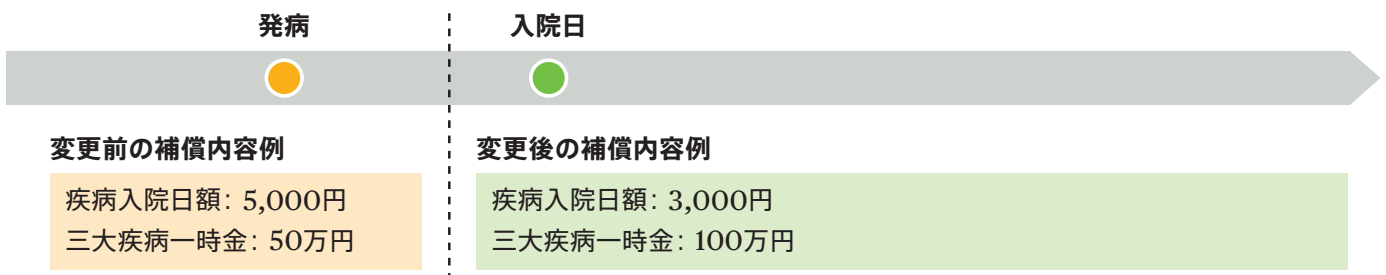 発病
入院日
変更前の補償内容例
疾病入院日額：5,000円
三大疾病一時金：50万円
変更後の補償内容例
疾病入院日額：3,000円
三大疾病一時金：100万円